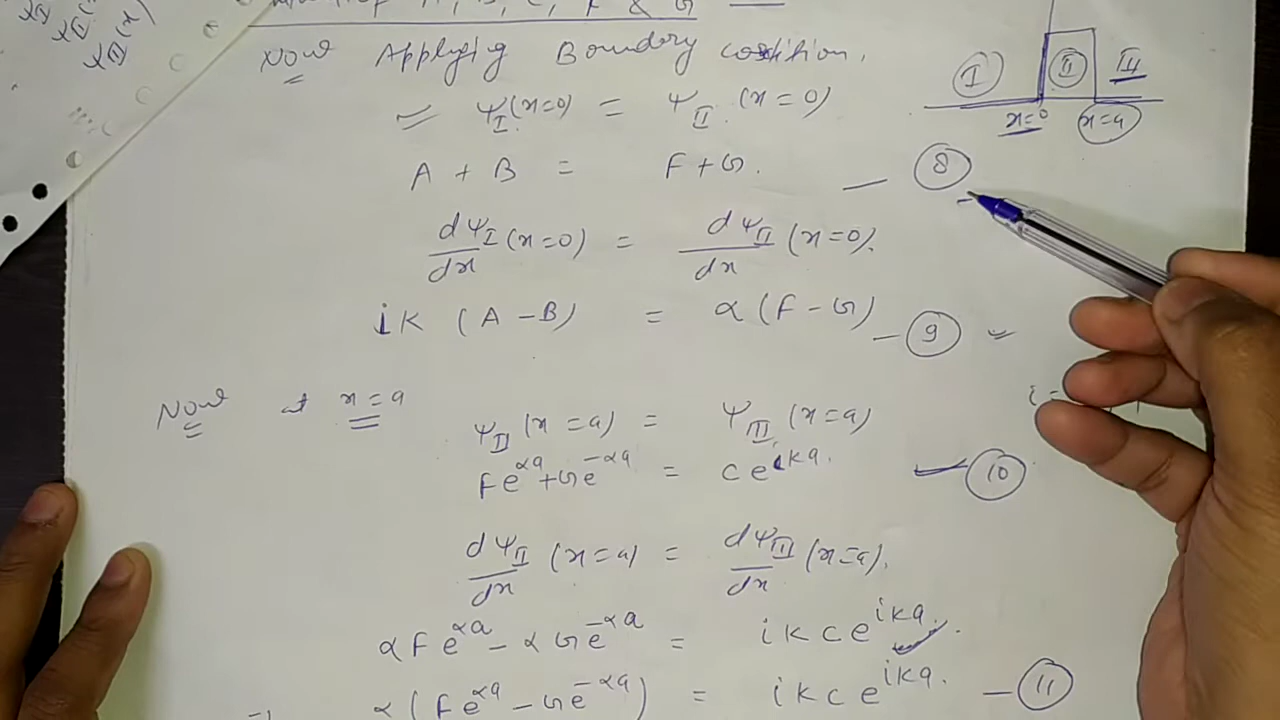 A, B, C, F & G
Now Applying Boundary condition.
I II III
x=0 x=a
ψI (x=0) = ψII (x=0)
A + B = F + G. — 8
dψI/dx (x=0) = dψII/dx (x=0).
iK (A - B) = α (F - G) — 9
Now at x = a
ψII (x = a) = ψIII (x = a)
Fe^αa + Ge^-αa = Ce^iKa. — 10
dψII/dx (x = a) = dψIII/dx (x = a).
αFe^αa - αGe^-αa = iKCe^iKa.
α(Fe^αa - Ge^-αa) = iKCe^iKa. — 11